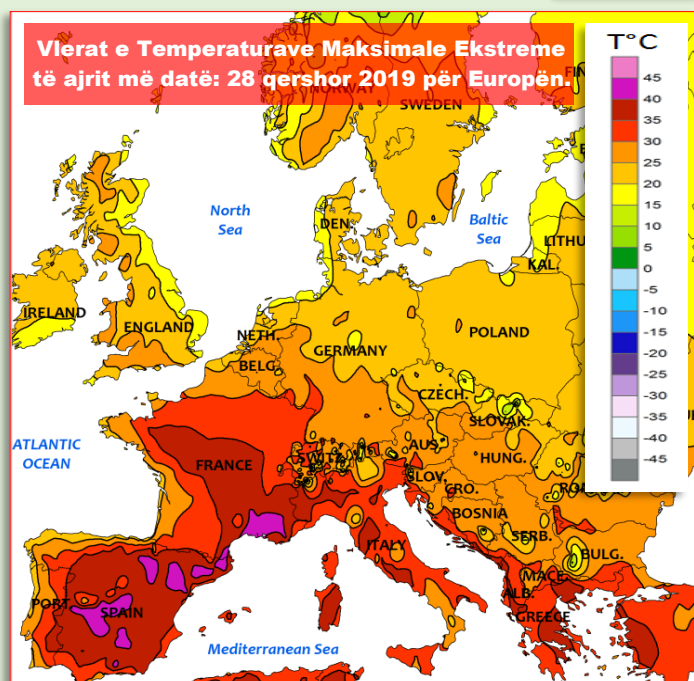 Vlerat e Temperaturave Maksimale Ekstreme
të ajrit më datë: 28 qershor 2019 për Europën.
T°C
45
40
35
30
25
20
15
10
5
0
-5
-10
-15
-20
-25
-30
-35
-40
-45
NORWAY
SWEDEN
FIN
North
Sea
Baltic
Sea
DEN.
LITHU
KAL.
IRELAND
ENGLAND
NETH.
BELG.
GERMANY
POLAND
CZECH.
SLOVAK.
ATLANTIC
OCEAN
FRANCE
SWITZ.
AUS.
HUNG.
SLOV.
CRO.
BOSNIA
SERB.
ITALY
BULG.
MACE.
ALB.
GREECE
PORT.
SPAIN
Mediterranean Sea